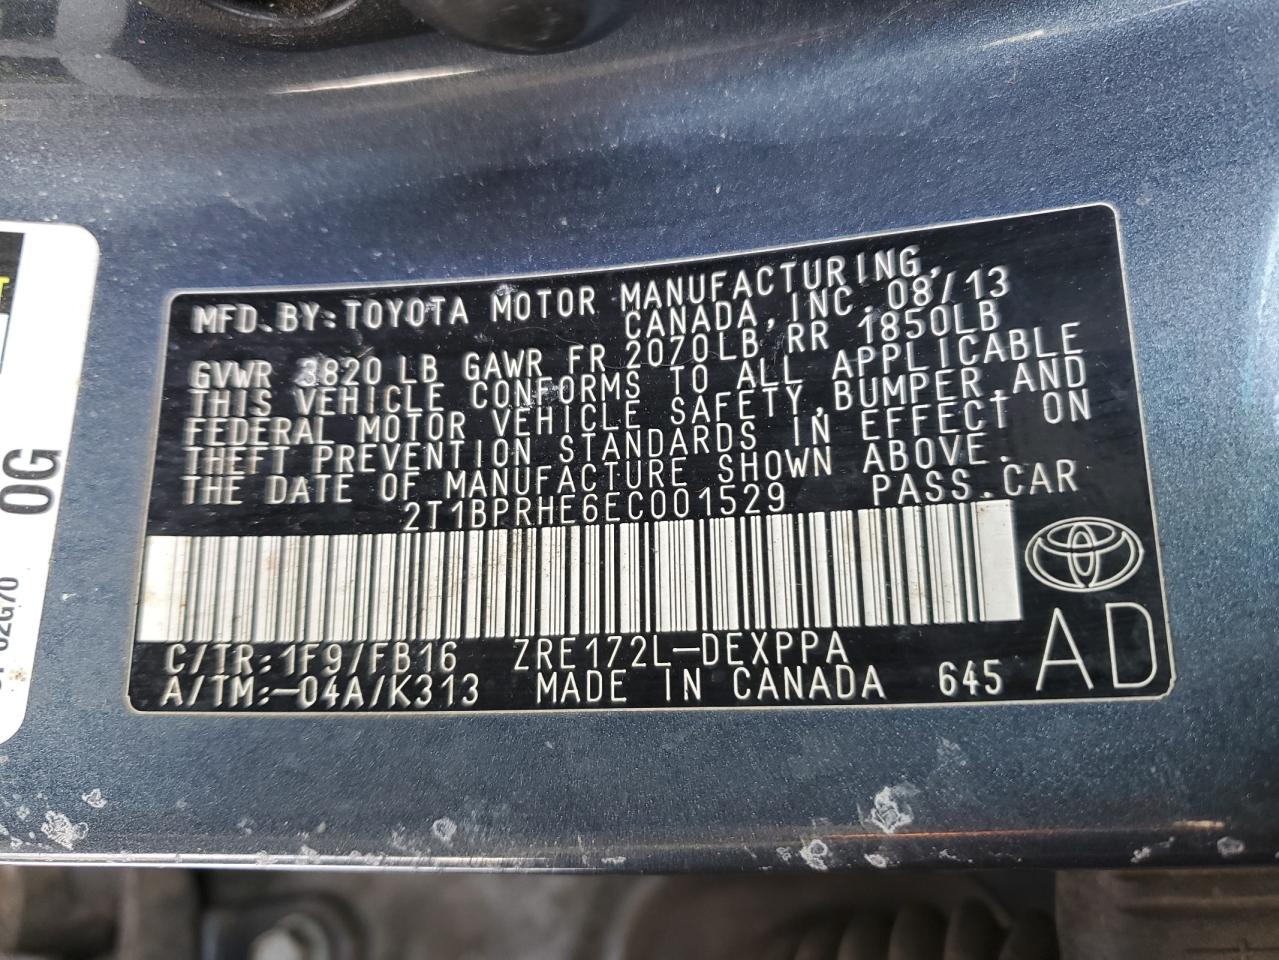 MFD.BY:TOYOTA MOTOR MANUFACTURING,
CANADA, INC. 08/13
GVWR 3820 LB GAWR FR 2070LB RR 1850LB
THIS VEHICLE CONFORMS TO ALL APPLICABLE
FEDERAL MOTOR VEHICLE SAFETY, BUMPER, AND
THEFT PREVENTION STANDARDS IN EFFECT ON
THE DATE OF MANUFACTURE SHOWN ABOVE.
2T1BPRHE6EC001529 PASS.CAR
C/TR:1F9/FB16 ZRE172L-DEXPPA
A/TM:-04A/K313 MADE IN CANADA 645 AD
0G
02G70